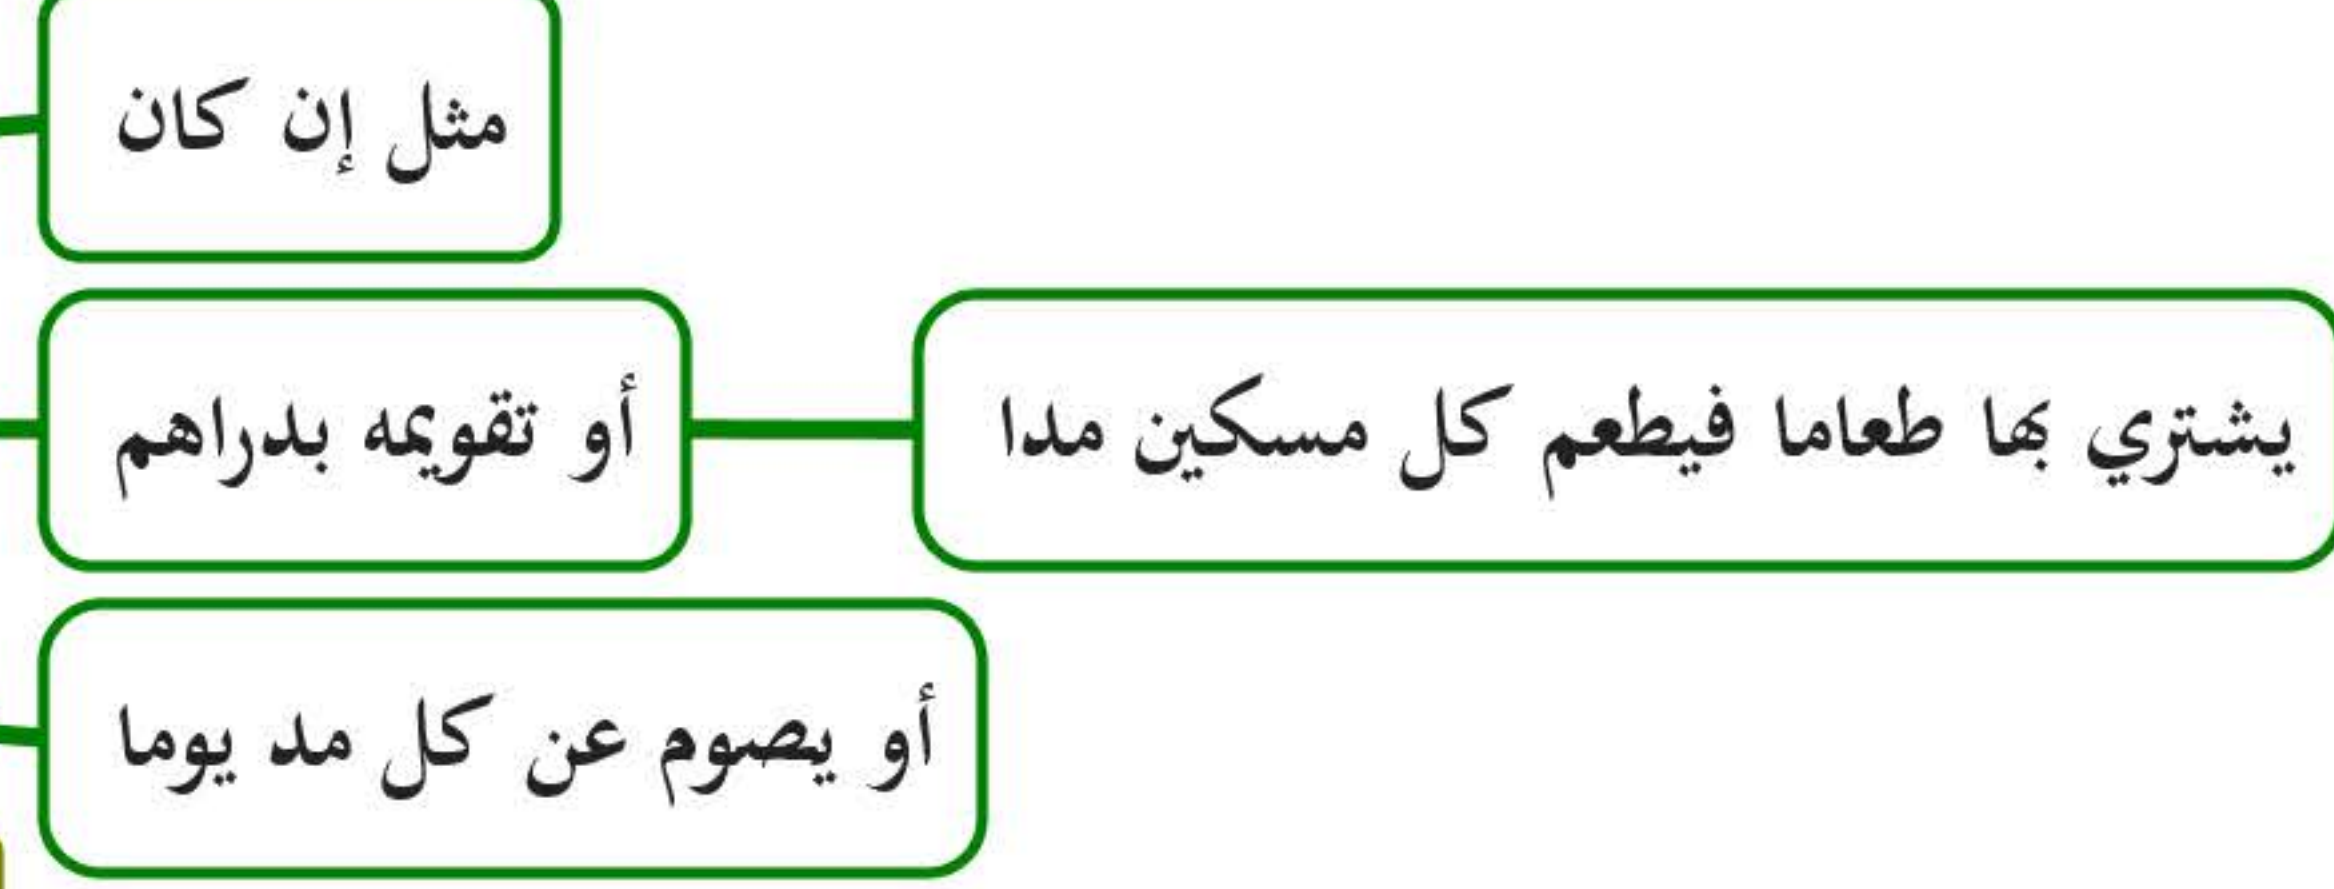 مثل إن كان
أو تقويمه بدراهم
يشتري بها طعاما فيطعم كل مسكين مدا
أو يصوم عن كل مد يوما